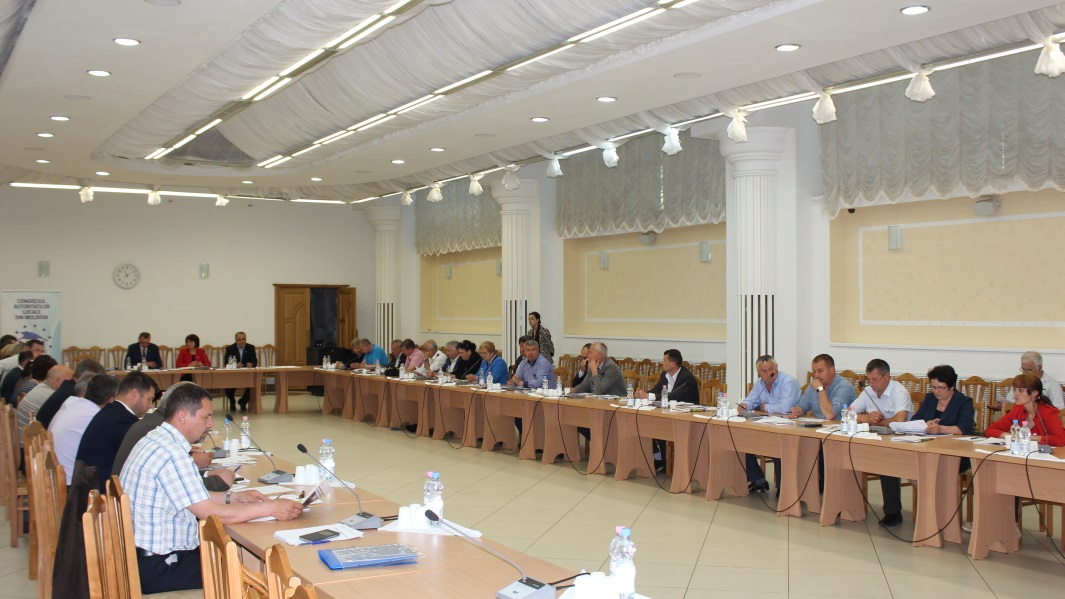 CONGRESUL
AUTORITĂȚILOR
LOCALE
DIN MOLDOVA